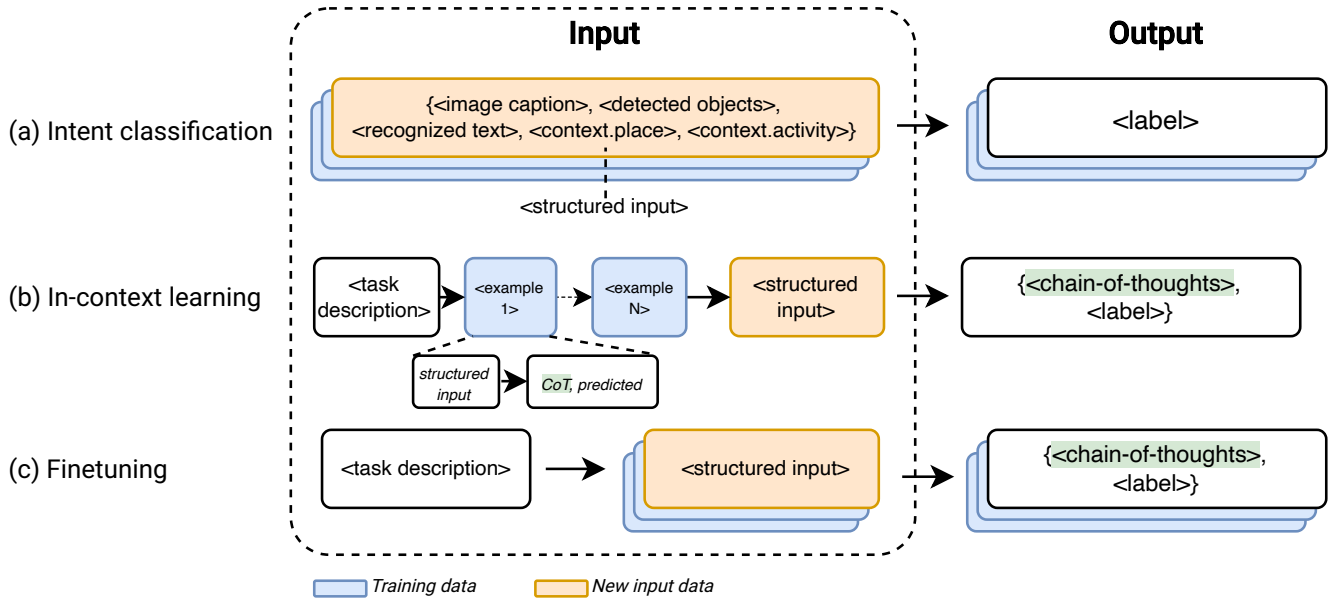 Input
Output
(a) Intent classification
{<image caption>, <detected objects>,
<recognized text>, <context.place>, <context.activity>}
<label>
<structured input>
(b) In-context learning
<task
description>
<example
1>
<example
N>
<structured
input>
{<chain-of-thoughts>,
<label>}
structured
input
CoT, predicted
(c) Finetuning
<task description>
<structured input>
{<chain-of-thoughts>,
<label>}
Training data
New input data